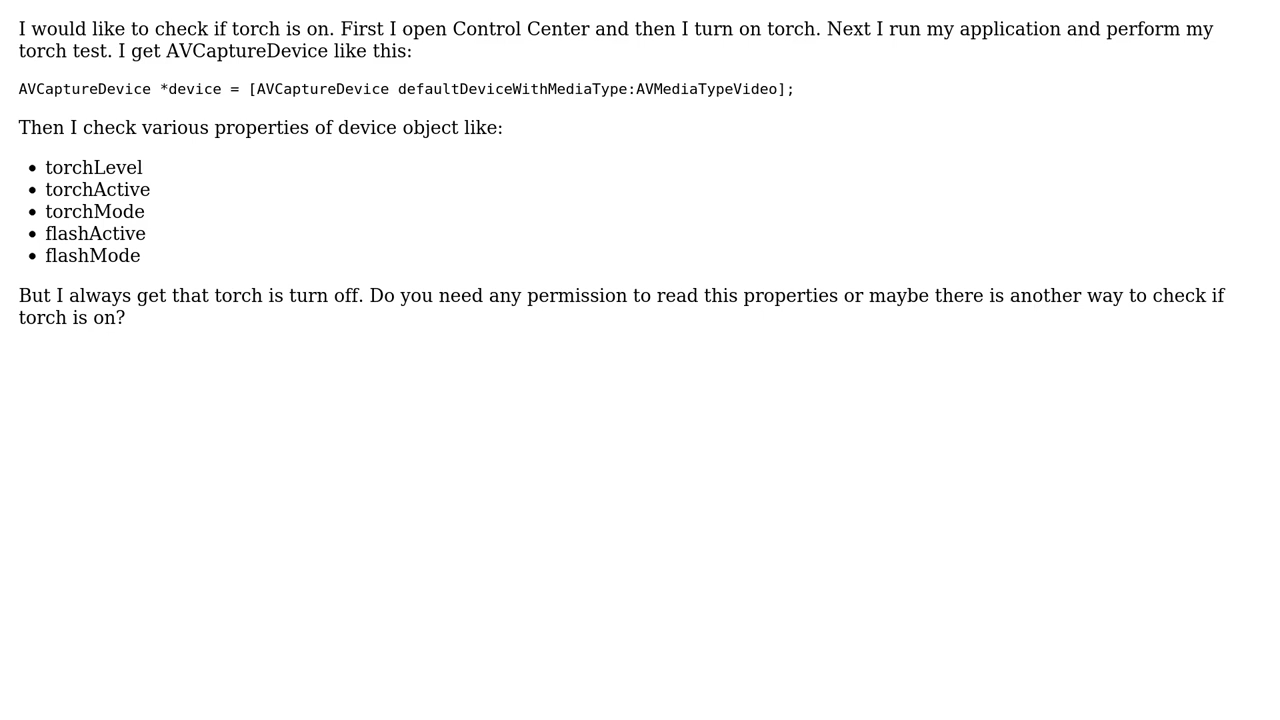 I would like to check if torch is on. First I open Control Center and then I turn on torch. Next I run my application and perform my
torch test. I get AVCaptureDevice like this:
AVCaptureDevice *device = [AVCaptureDevice defaultDeviceWithMediaType:AVMediaTypeVideo];
Then I check various properties of device object like:
• torchLevel
• torchActive
• torchMode
• flashActive
• flashMode
But I always get that torch is turn off. Do you need any permission to read this properties or maybe there is another way to check if
torch is on?